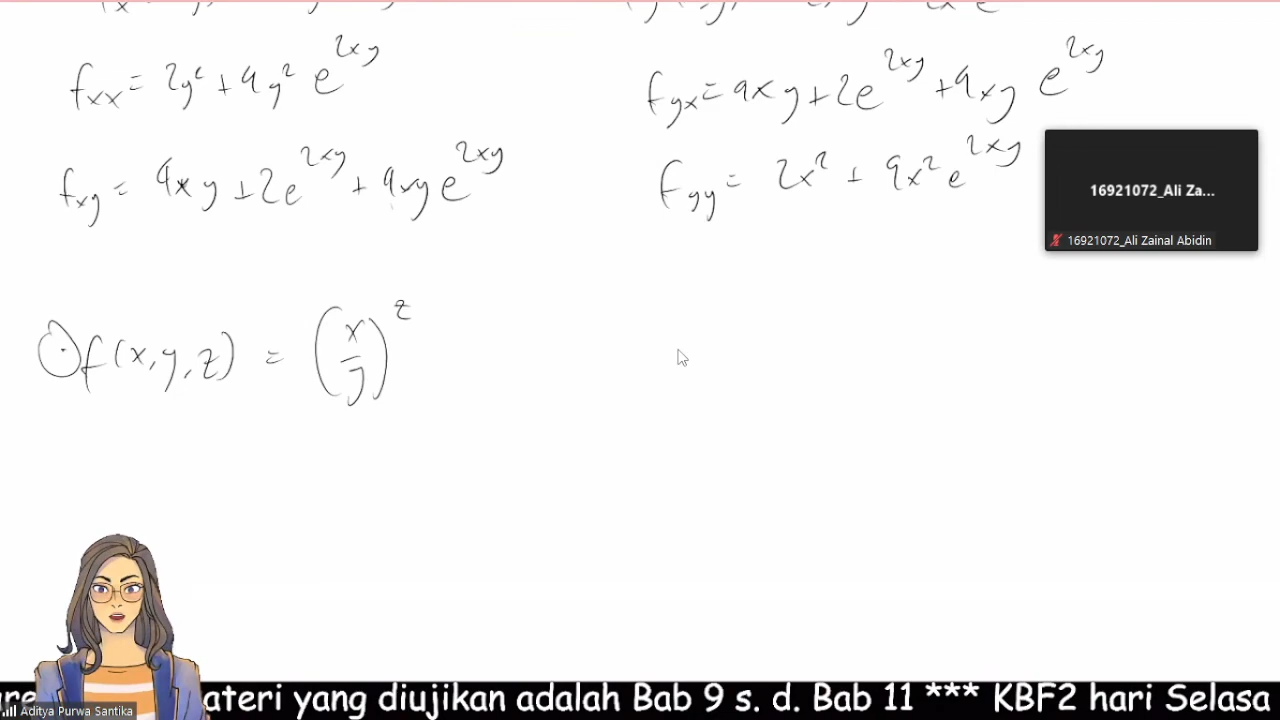 fxx = 2y² + 4y² e^2xy
fyx = 4xy + 2e^2xy + 4xy e^2xy
fxy = 4xy + 2e^2xy + 4xy e^2xy
fyy = 2x² + 4x² e^2xy
16921072_Ali Za...
16921072_Ali Zainal Abidin
f(x,y,z) = (x/y)^z
ateri yang diujikan adalah Bab 9 s. d. Bab 11 *** KBF2 hari Selasa
Aditya Purwa Santika